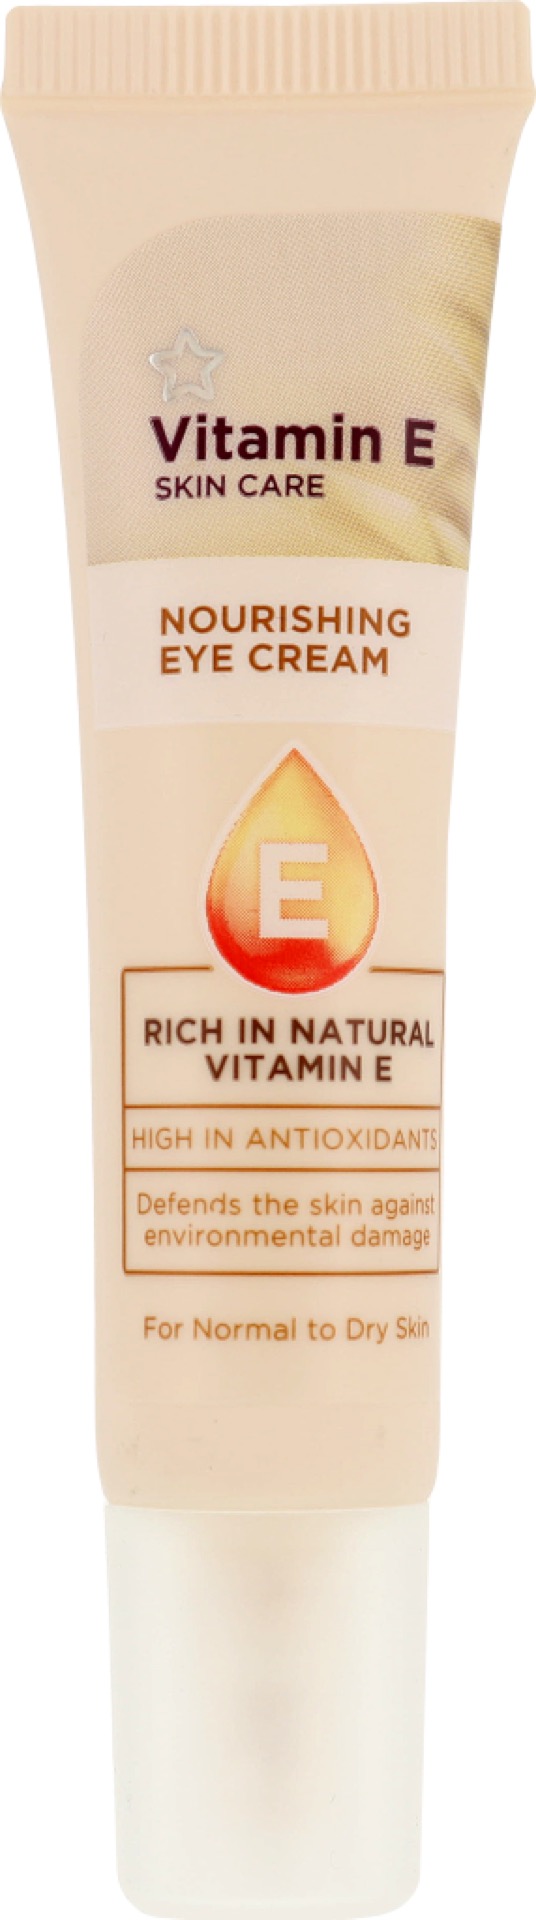 Vitamin E
SKIN CARE
NOURISHING
EYE CREAM
E
RICH IN NATURAL
VITAMIN E
HIGH IN ANTIOXIDANTS
Defends the skin against
environmental damage
For Normal to Dry Skin